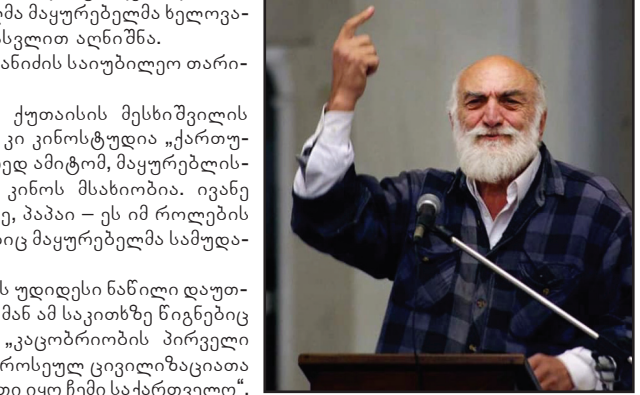 ლმა მაყურებელმა ხელოვა-
სვლით აღნიშნა.
ანიძის საიუბილეო თარი-
ქუთაისის მესხიშვილის
კი კინოსტუდია „ქართუ-
ედ ამიტომ, მაყურებლის-
კინოს მსახიობია. ივანე
ე, პაპაი – ეს იმ როლების
იც მაყურებელმა სამუდა-
ს უდიდესი ნაწილი დაუთ-
მან ამ საკითხზე წიგნებიც
„კაცობრიობის პირველი
როსეულ ცივილიზაციათა
თი იყო ჩემი საქართველო“.